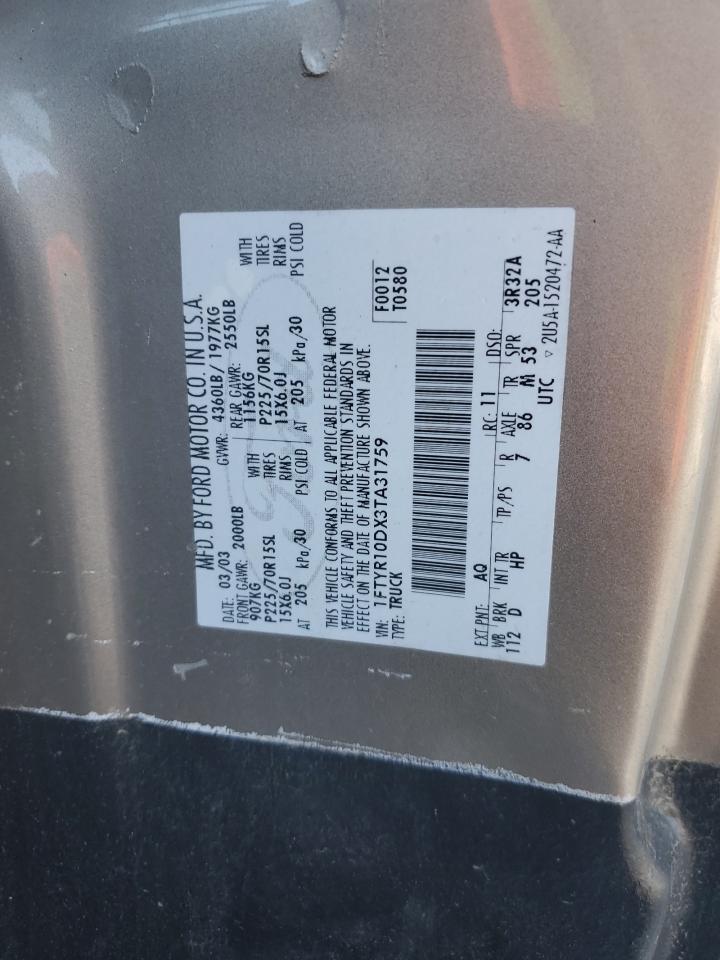 MFD. BY FORD MOTOR CO. IN U.S.A.
DATE: 03/03 GVWR: 4360LB/ 1977KG
FRONT GAWR: 2000LB REAR GAWR: 2550LB
907KG WITH 1156KG WITH
P225/70R15SL TIRES P225/70R15SL TIRES
15X6.0J RIMS 15X6.0J RIMS
AT 205 kPa/30 PSI COLD AT 205 kPa/30 PSI COLD
THIS VEHICLE CONFORMS TO ALL APPLICABLE FEDERAL MOTOR
VEHICLE SAFETY AND THEFT PREVENTION STANDARDS IN
EFFECT ON THE DATE OF MANUFACTURE SHOWN ABOVE.
VIN: 1FTYR10DX3TA31759 F0012
TYPE: TRUCK T0580
EXT PNT: AQ RC: 11 DSO:
WB BRK INT TR TP/PS R AXLE TR SPR 3R32A
112 D HP 7 86 M 53 205
UTC ▽ 2U5A-1520472-AA